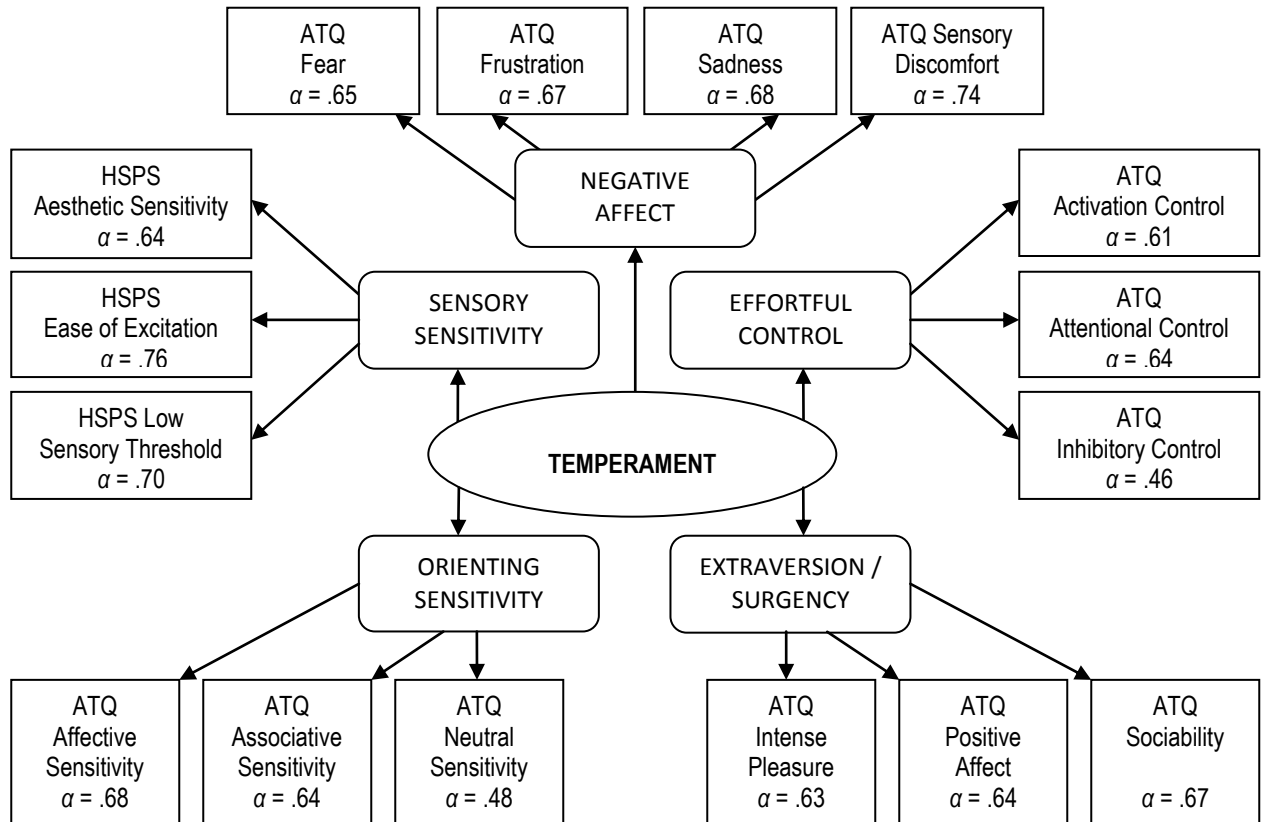 ATQ
Fear
α = .65
ATQ
Frustration
α = .67
ATQ
Sadness
α = .68
ATQ Sensory
Discomfort
α = .74
NEGATIVE
AFFECT
HSPS
Aesthetic Sensitivity
α = .64
HSPS
Ease of Excitation
α = .76
HSPS Low
Sensory Threshold
α = .70
SENSORY
SENSITIVITY
EFFORTFUL
CONTROL
ATQ
Activation Control
α = .61
ATQ
Attentional Control
α = .64
ATQ
Inhibitory Control
α = .46
TEMPERAMENT
ORIENTING
SENSITIVITY
EXTRAVERSION /
SURGENCY
ATQ
Affective
Sensitivity
α = .68
ATQ
Associative
Sensitivity
α = .64
ATQ
Neutral
Sensitivity
α = .48
ATQ
Intense
Pleasure
α = .63
ATQ
Positive
Affect
α = .64
ATQ
Sociability
α = .67